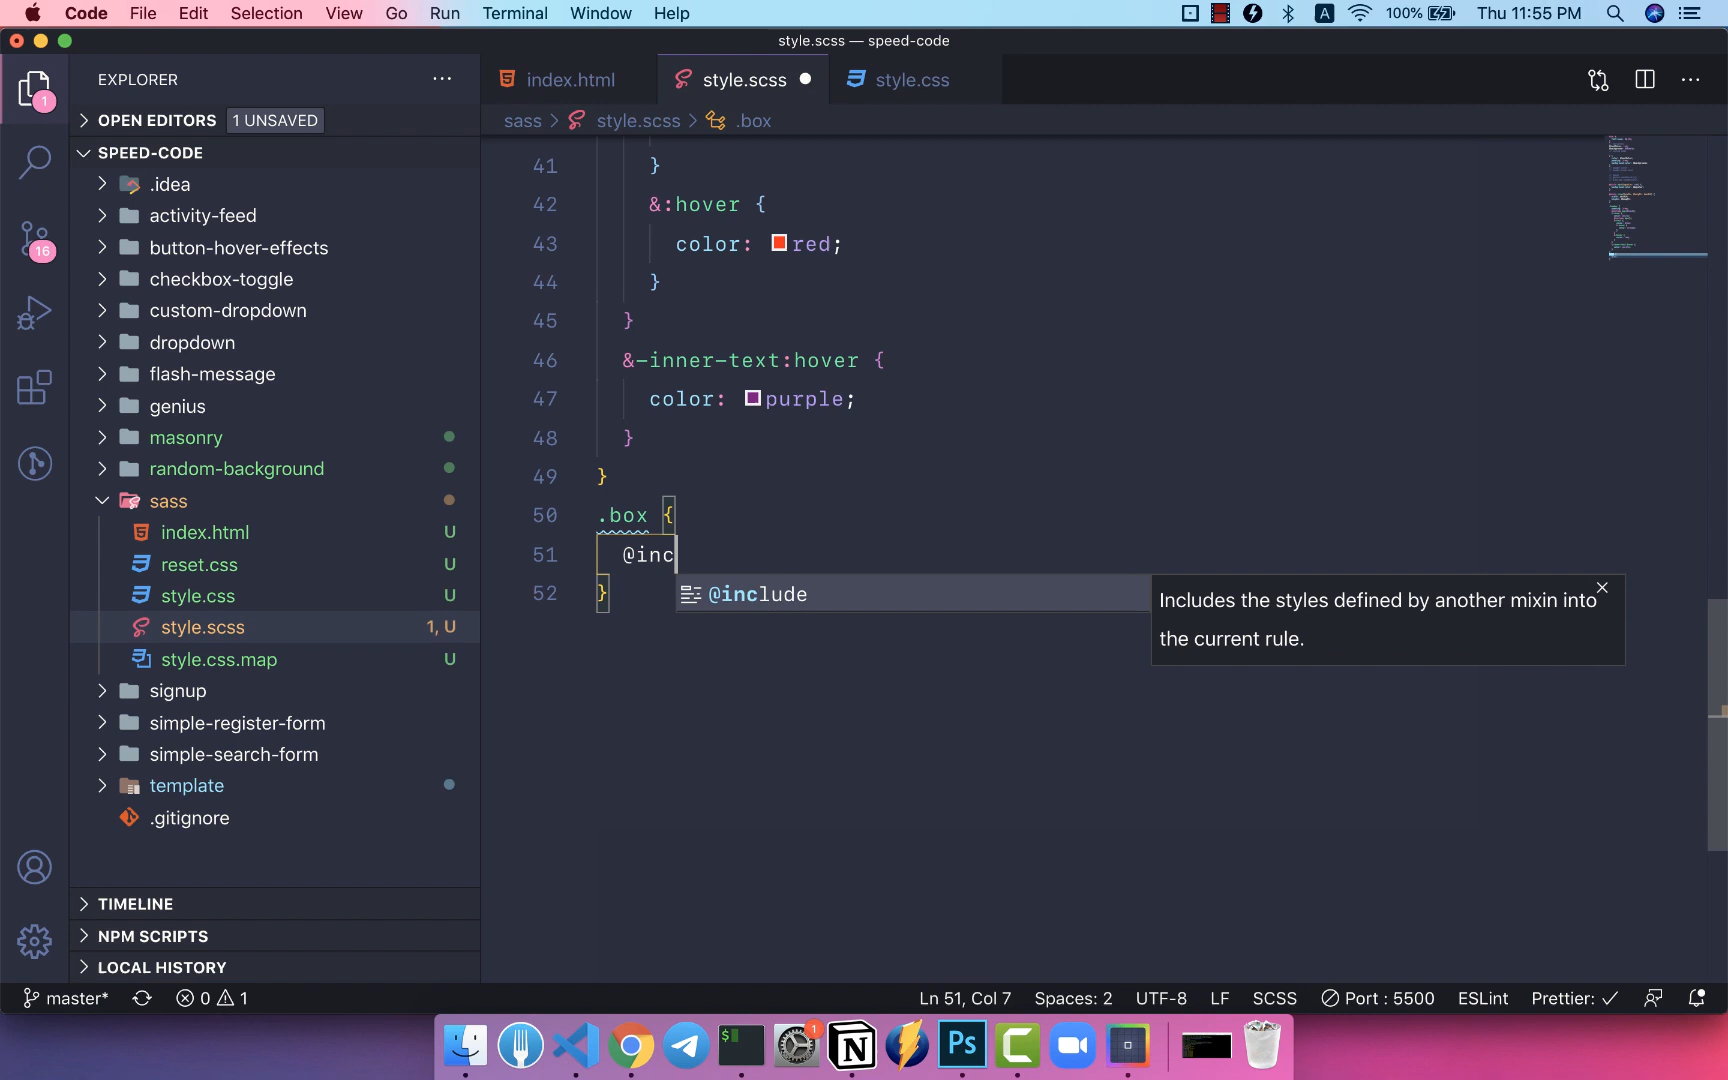 Code File Edit Selection View Go Run Terminal Window Help A 100% Thu 11:55 PM
style.scss — speed-code
EXPLORER
index.html style.scss style.css
1
OPEN EDITORS 1 UNSAVED
sass > style.scss > .box
SPEED-CODE
.idea
activity-feed
button-hover-effects
16
checkbox-toggle
custom-dropdown
dropdown
flash-message
genius
masonry
random-background
sass
index.html U
reset.css U
style.css U
style.scss 1, U
style.css.map U
signup
simple-register-form
simple-search-form
template
.gitignore
TIMELINE
NPM SCRIPTS
LOCAL HISTORY
41 }
42 &:hover {
43 color: red;
44 }
45 }
46 &-inner-text:hover {
47 color: purple;
48 }
49 }
50 .box {
51 @inc
52 }
@include
Includes the styles defined by another mixin into
the current rule.
master* 0 1 Ln 51, Col 7 Spaces: 2 UTF-8 LF SCSS Port : 5500 ESLint Prettier: ✓
$ 1 N Ps C